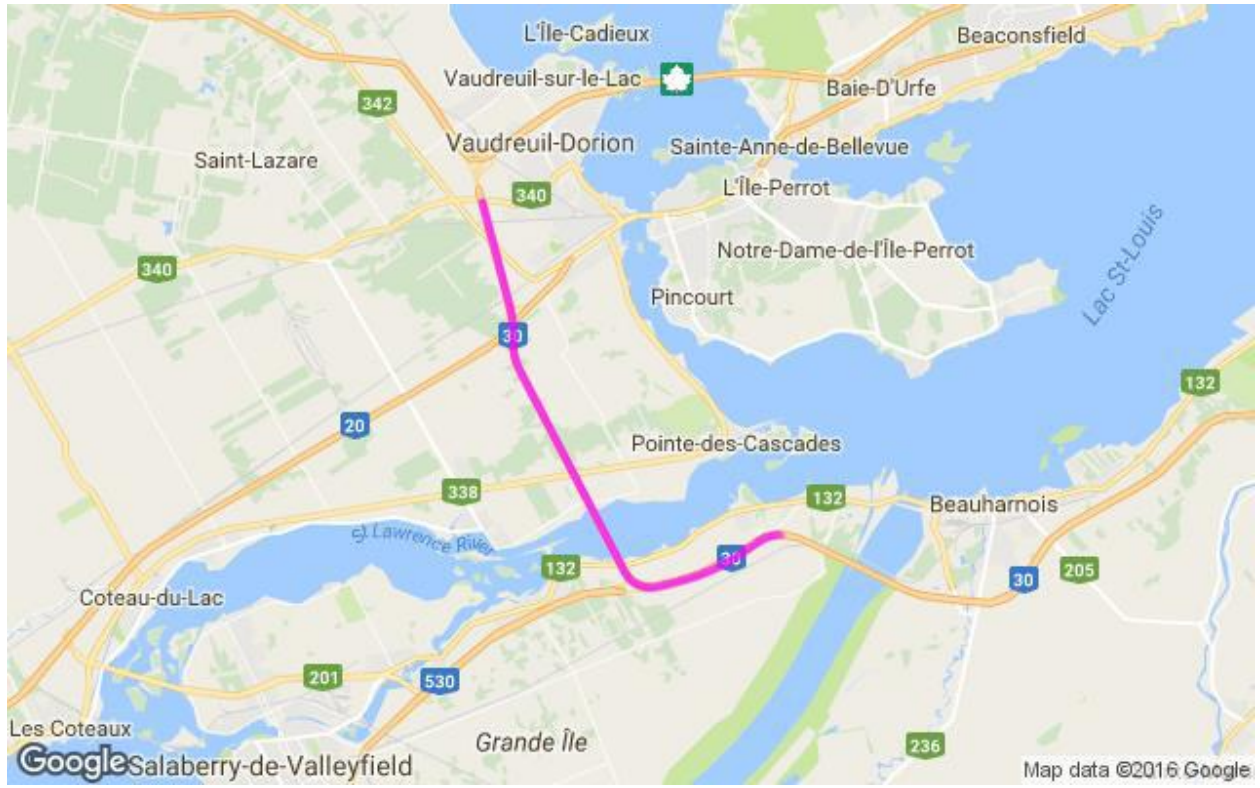 L'Île-Cadieux
Beaconsfield
Vaudreuil-sur-le-Lac
Baie-D'Urfe
342
Vaudreuil-Dorion
Sainte-Anne-de-Bellevue
Saint-Lazare
L'Île-Perrot
340
Notre-Dame-de-l'Île-Perrot
340
Lac St-Louis
Pincourt
30
132
20
Pointe-des-Cascades
338
132
Beauharnois
St Lawrence River
132
30
30
205
Coteau-du-Lac
201
530
Les Coteaux
Grande Île
236
Google
Salaberry-de-Valleyfield
Map data ©2016 Google